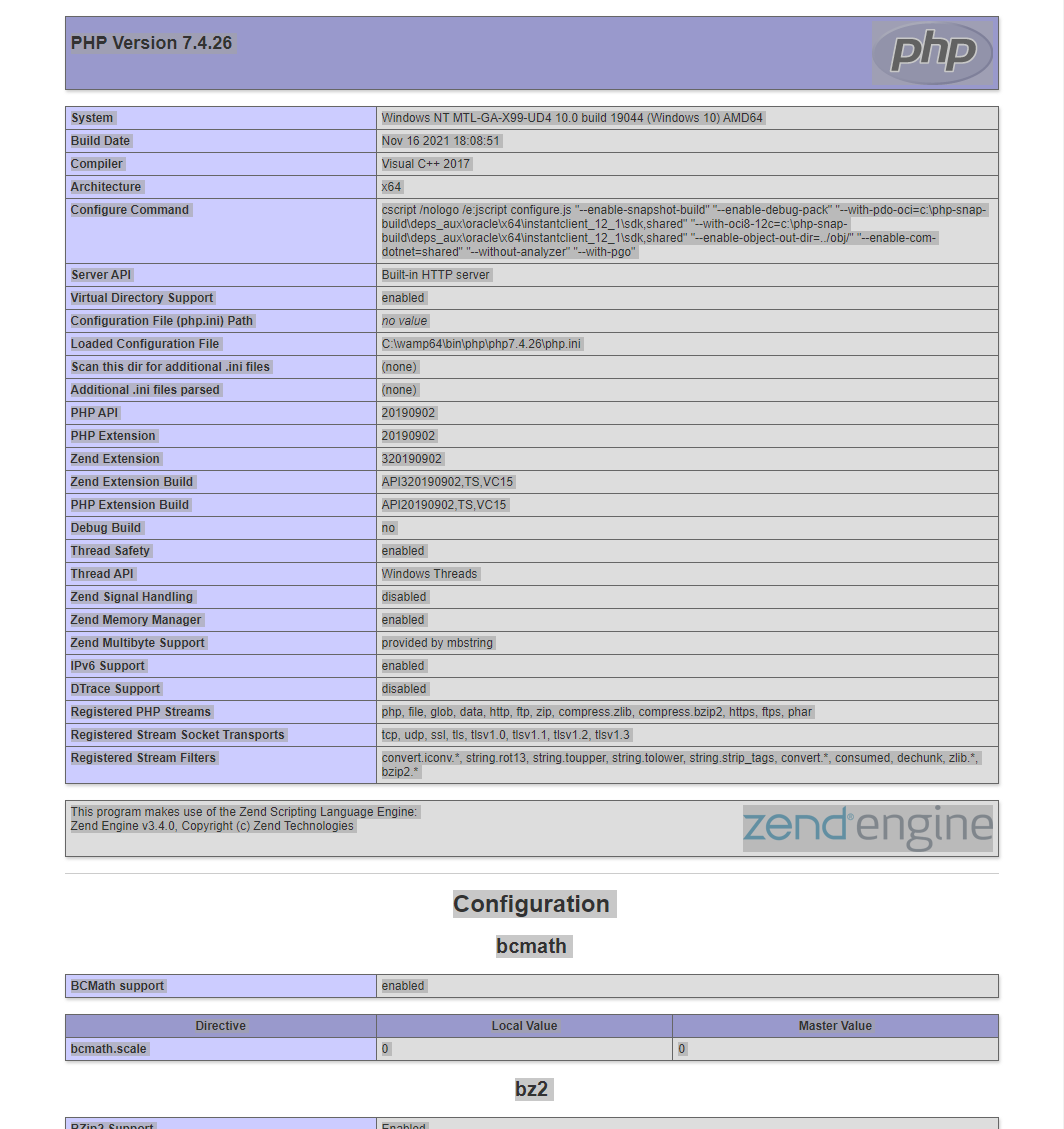 PHP Version 7.4.26
php
System Windows NT MTL-GA-X99-UD4 10.0 build 19044 (Windows 10) AMD64
Build Date Nov 16 2021 18:08:51
Compiler Visual C++ 2017
Architecture x64
Configure Command cscript /nologo /e:jscript configure.js "--enable-snapshot-build" "--enable-debug-pack" "--with-pdo-oci=c:\php-snap-
build\deps_aux\oracle\x64\instantclient_12_1\sdk,shared" "--with-oci8-12c=c:\php-snap-
build\deps_aux\oracle\x64\instantclient_12_1\sdk,shared" "--enable-object-out-dir=../obj/" "--enable-com-
dotnet=shared" "--without-analyzer" "--with-pgo"
Server API Built-in HTTP server
Virtual Directory Support enabled
Configuration File (php.ini) Path no value
Loaded Configuration File C:\wamp64\bin\php\php7.4.26\php.ini
Scan this dir for additional .ini files (none)
Additional .ini files parsed (none)
PHP API 20190902
PHP Extension 20190902
Zend Extension 320190902
Zend Extension Build API320190902,TS,VC15
PHP Extension Build API20190902,TS,VC15
Debug Build no
Thread Safety enabled
Thread API Windows Threads
Zend Signal Handling disabled
Zend Memory Manager enabled
Zend Multibyte Support provided by mbstring
IPv6 Support enabled
DTrace Support disabled
Registered PHP Streams php, file, glob, data, http, ftp, zip, compress.zlib, compress.bzip2, https, ftps, phar
Registered Stream Socket Transports tcp, udp, ssl, tls, tlsv1.0, tlsv1.1, tlsv1.2, tlsv1.3
Registered Stream Filters convert.iconv.*, string.rot13, string.toupper, string.tolower, string.strip_tags, convert.*, consumed, dechunk, zlib.*,
bzip2.*
This program makes use of the Zend Scripting Language Engine:
Zend Engine v3.4.0, Copyright (c) Zend Technologies
zend®engine
Configuration
bcmath
BCMath support enabled
Directive Local Value Master Value
bcmath.scale 0 0
bz2
BZip2 Support Enabled